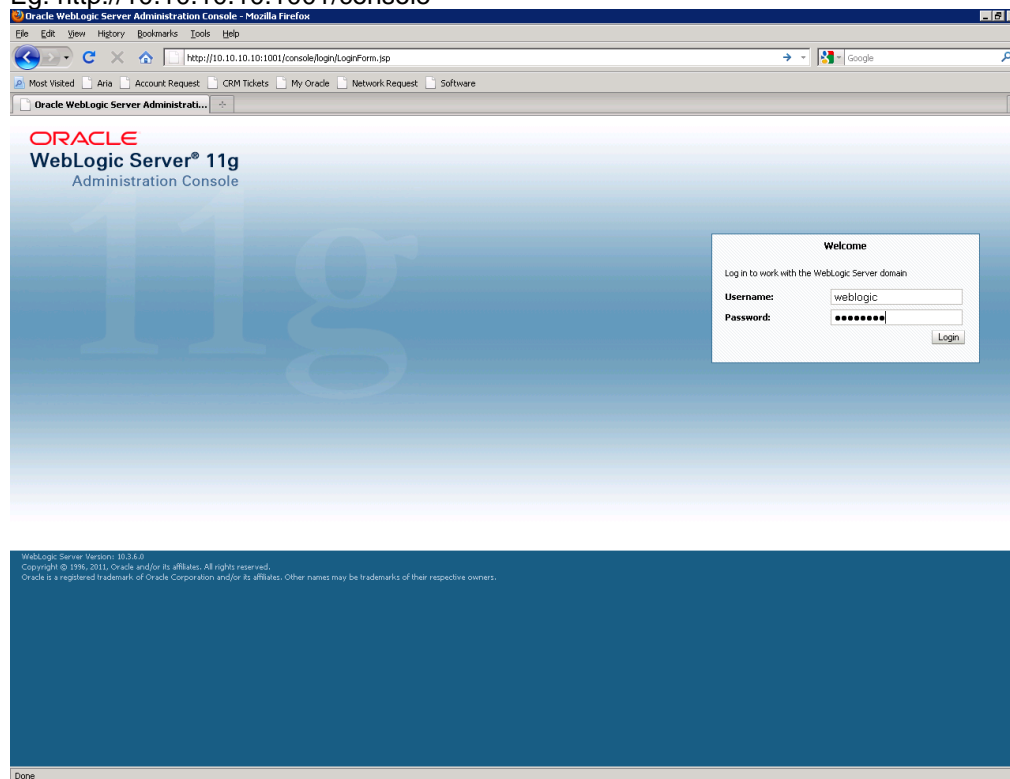 Eg. http://10.10.10.10:1001/console
Oracle WebLogic Server Administration Console - Mozilla Firefox
File Edit View History Bookmarks Tools Help
http://10.10.10.10:1001/console/login/LoginForm.jsp
Google
Most Visited Aria Account Request CRM Tickets My Oracle Network Request Software
Oracle WebLogic Server Administrati...
ORACLE
WebLogic Server® 11g
Administration Console
11g
Welcome
Log in to work with the WebLogic Server domain
Username: weblogic
Password: ••••••••
Login
WebLogic Server Version: 10.3.6.0
Copyright © 1996, 2011, Oracle and/or its affiliates. All rights reserved.
Oracle is a registered trademark of Oracle Corporation and/or its affiliates. Other names may be trademarks of their respective owners.
Done